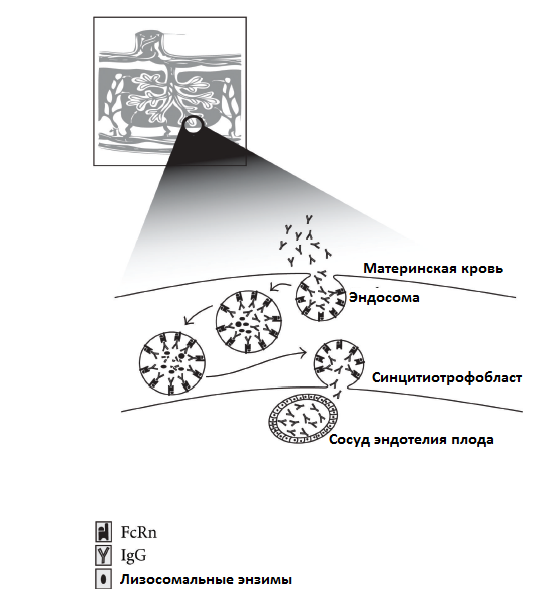 Материнская кровь
Эндосома
Синцитиотрофобласт
Сосуд эндотелия плода
FcRn
IgG
Лизосомальные энзимы